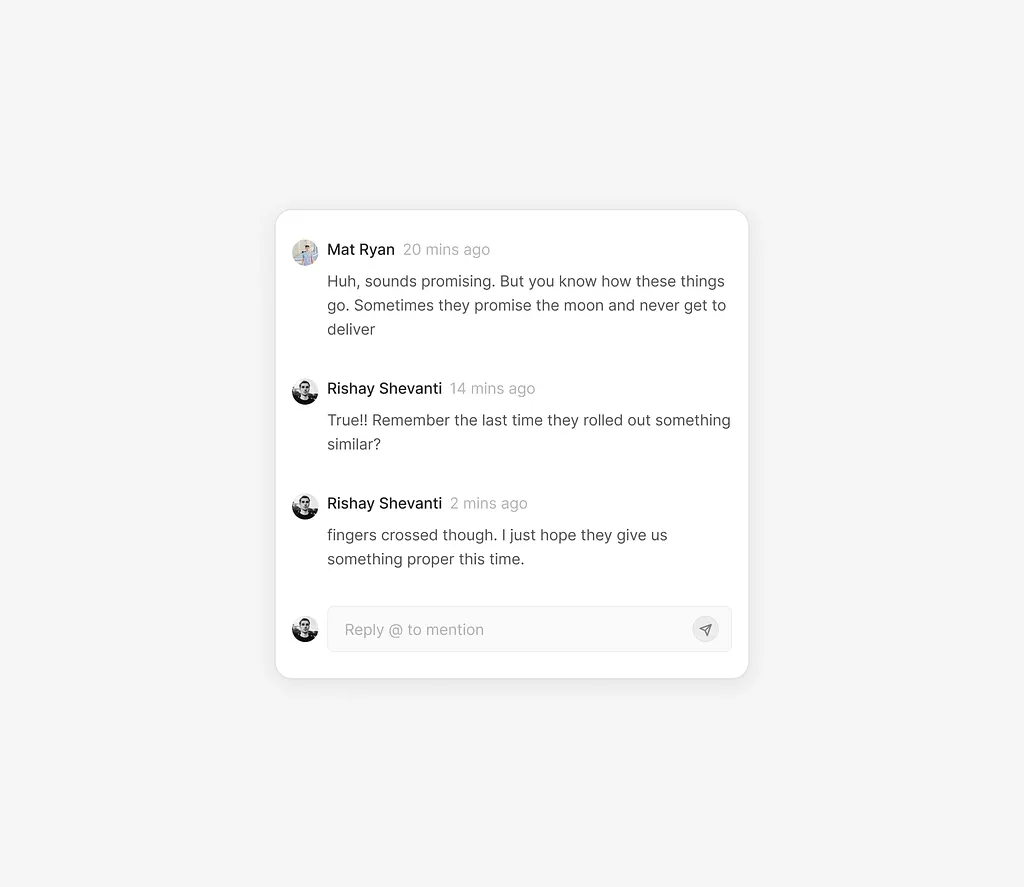 Mat Ryan 20 mins ago
Huh, sounds promising. But you know how these things
go. Sometimes they promise the moon and never get to
deliver
Rishay Shevanti 14 mins ago
True!! Remember the last time they rolled out something
similar?
Rishay Shevanti 2 mins ago
fingers crossed though. I just hope they give us
something proper this time.
Reply @ to mention